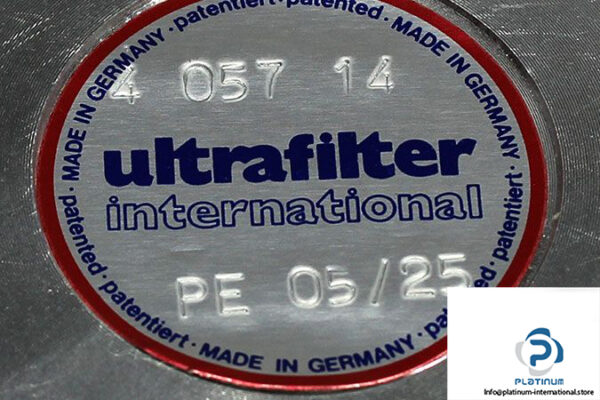 patentiert · patented · MADE IN GERMANY · patented · patentiert · MADE IN GERMANY · patentiert · patented · MADE IN GERMANY ·
4 057 14
ultrafilter
international
PE 05/25
PLATINUM
Info@platinum-international.store